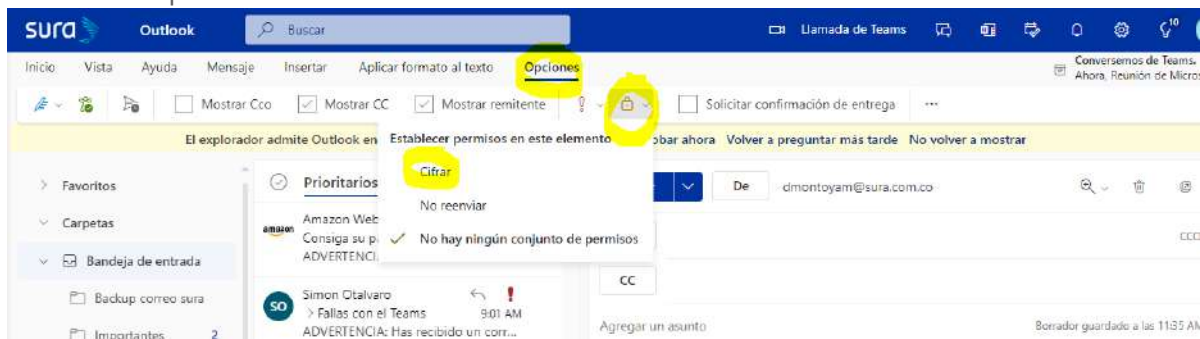 sura Outlook Buscar Llamada de Teams 10
Inicio Vista Ayuda Mensaje Insertar Aplicar formato al texto Opciones
Conversemos de Teams.
Ahora, Reunión de Micros
Mostrar Cco Mostrar CC Mostrar remitente Solicitar confirmación de entrega ...
El explorador admite Outlook en
Establecer permisos en este elemento
obar ahora Volver a preguntar más tarde No volver a mostrar
Cifrar
No reenviar
No hay ningún conjunto de permisos
Favoritos
Carpetas
Bandeja de entrada
Backup correo sura
Importantes 2
Prioritarios
amazon
Amazon Web
Consiga su p
ADVERTENCI
SO
Simon Otalvaro
> Fallas con el Teams 9:01 AM
ADVERTENCIA: Has recibido un corr...
De dmontoyam@sura.com.co
CC
Agregar un asunto
Borrador guardado a las 11:35 AM